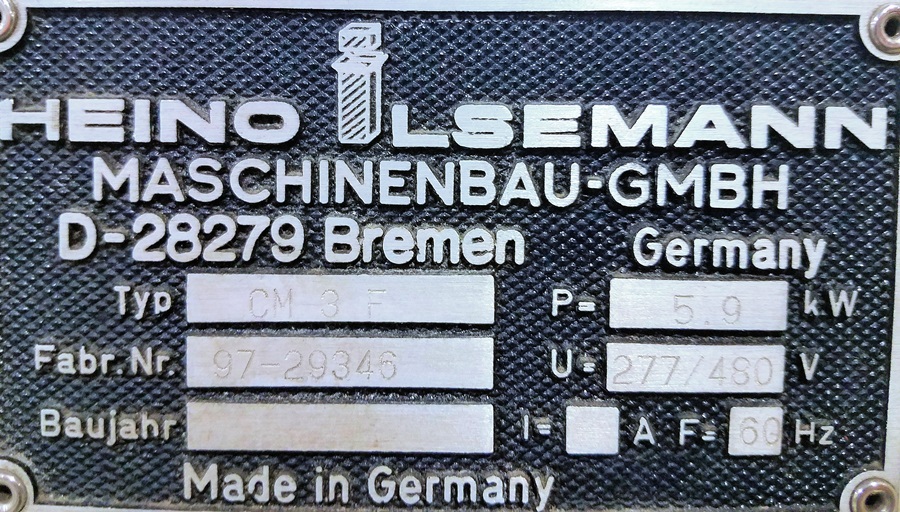 HEINO ILSEMANN
MASCHINENBAU-GMBH
D-28279 Bremen Germany
Typ CM 3 F P= 5.9 kW
Fabr.Nr. 97-29346 U= 277/480 V
Baujahr I= A F= 60 Hz
Made in Germany